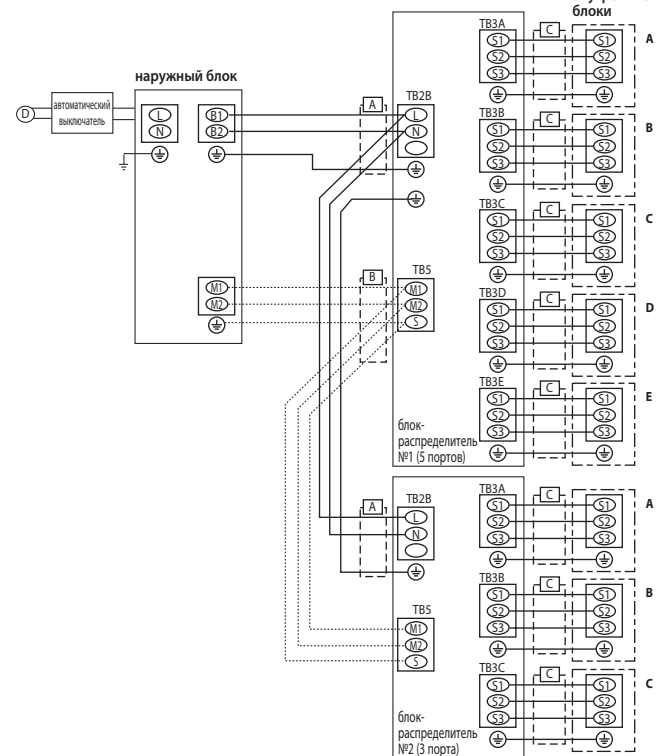 блоки
наружный блок
D
автоматический
выключатель
L
N
B1
B2
M1
M2
A
TB2B
L
N
B
TB5
M1
M2
S
TB3A
S1
S2
S3
C
S1
S2
S3
A
TB3B
S1
S2
S3
C
S1
S2
S3
B
TB3C
S1
S2
S3
C
S1
S2
S3
C
TB3D
S1
S2
S3
C
S1
S2
S3
D
TB3E
S1
S2
S3
C
S1
S2
S3
E
блок-
распределитель
№1 (5 портов)
A
TB2B
L
N
TB5
M1
M2
S
TB3A
S1
S2
S3
C
S1
S2
S3
A
TB3B
S1
S2
S3
C
S1
S2
S3
B
TB3C
S1
S2
S3
C
S1
S2
S3
C
блок-
распределитель
№2 (3 порта)